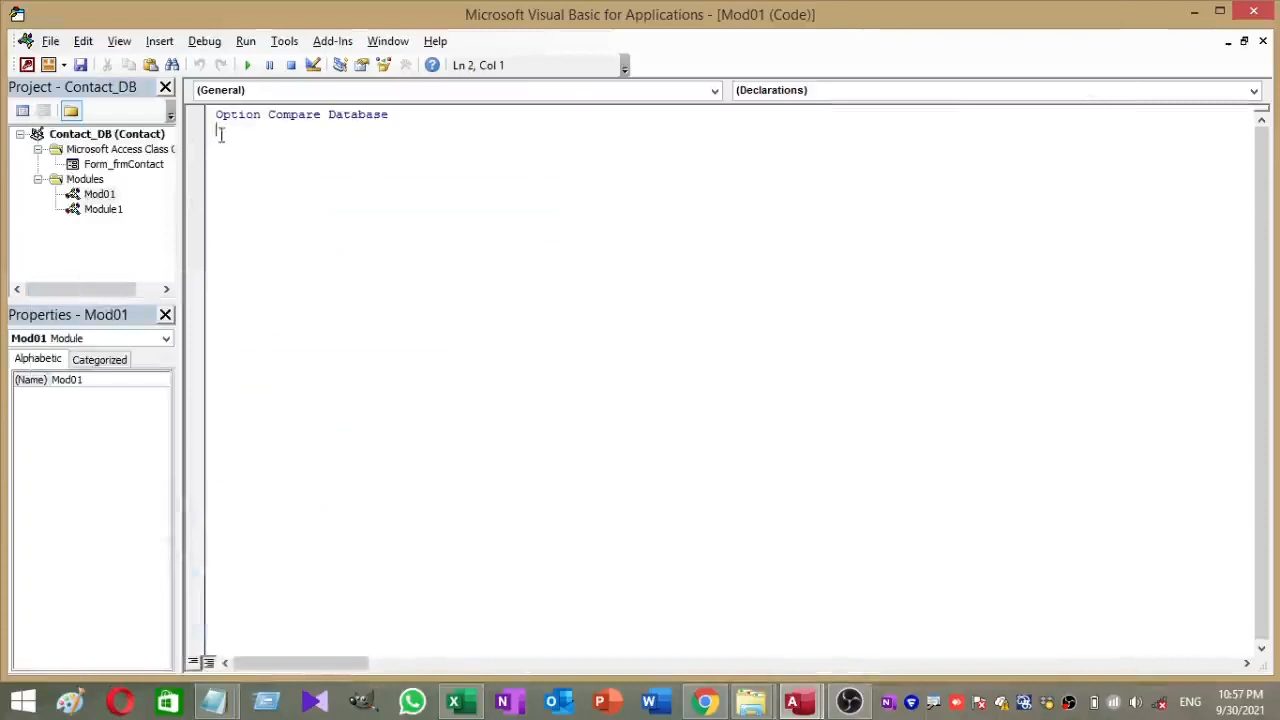 Microsoft Visual Basic for Applications - [Mod01 (Code)]
File Edit View Insert Debug Run Tools Add-Ins Window Help
Ln 2, Col 1
Project - Contact_DB
(General)
(Declarations)
Option Compare Database
Contact_DB (Contact)
Microsoft Access Class C
Form_frmContact
Modules
Mod01
Module1
Properties - Mod01
Mod01 Module
Alphabetic Categorized
(Name) Mod01
ENG
10:57 PM
9/30/2021